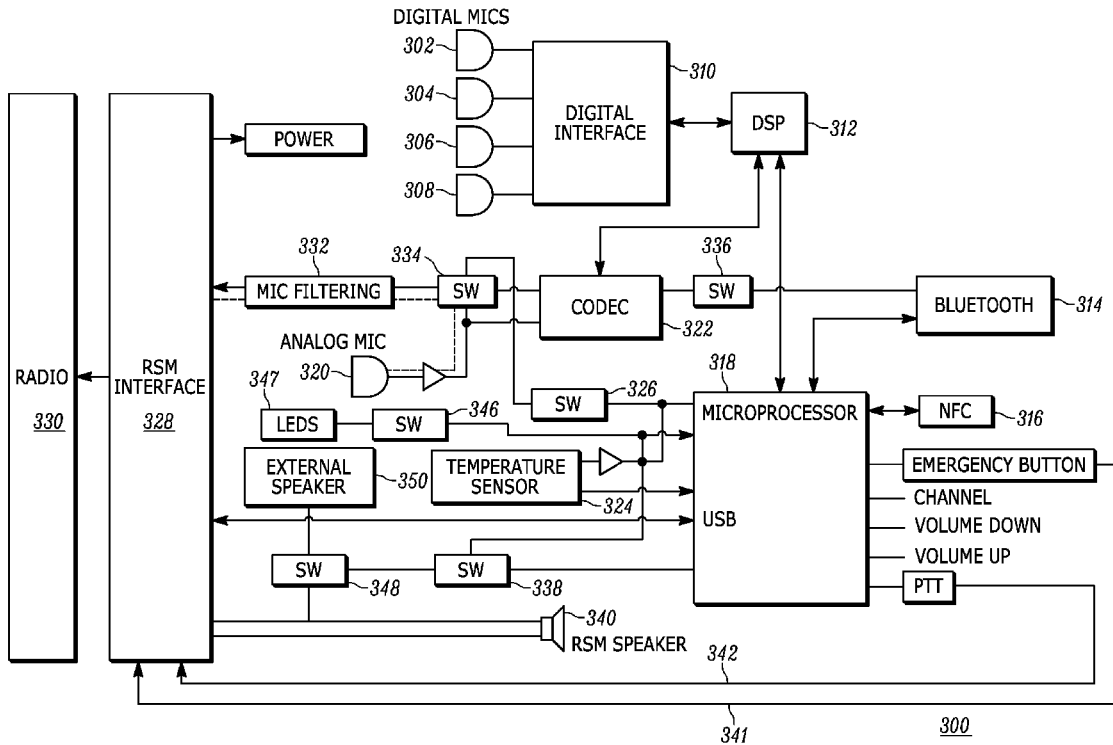 DIGITAL MICS
302
304
306
308
DIGITAL
INTERFACE
310
DSP
312
POWER
332
MIC FILTERING
334
SW
CODEC
322
336
SW
BLUETOOTH
314
ANALOG MIC
320
RADIO
330
RSM
INTERFACE
328
347
LEDS
SW
346
SW
326
318
MICROPROCESSOR
USB
NFC
316
EXTERNAL
SPEAKER
350
TEMPERATURE
SENSOR
324
EMERGENCY BUTTON
CHANNEL
VOLUME DOWN
VOLUME UP
PTT
SW
348
SW
338
340
RSM SPEAKER
342
341
300